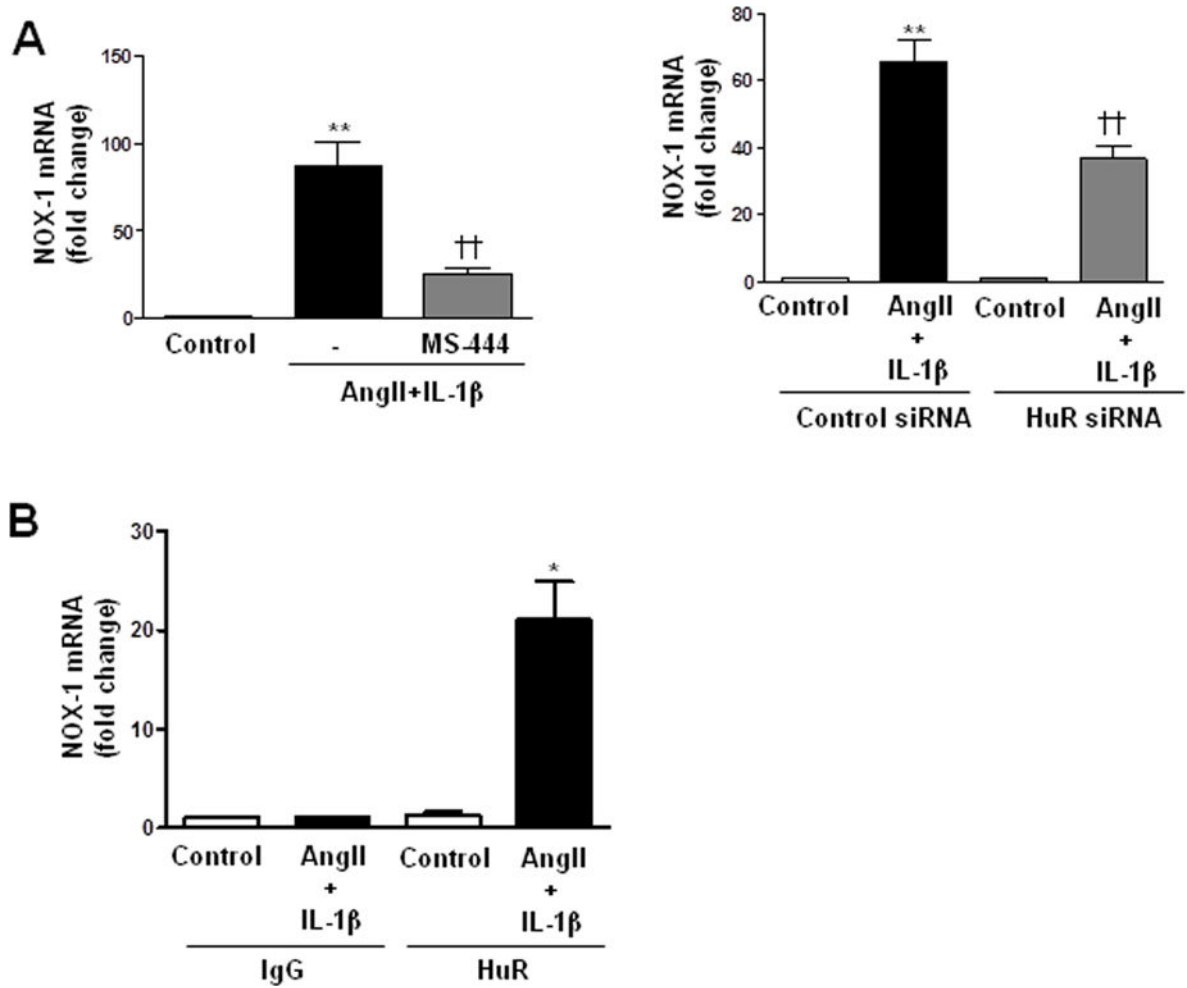 A
NOX-1 mRNA
(fold change)
150
100
50
0
**
††
Control
-
MS-444
AngII+IL-1β
NOX-1 mRNA
(fold change)
80
60
40
20
0
**
††
Control
AngII
+
IL-1β
Control
AngII
+
IL-1β
Control siRNA
HuR siRNA
B
NOX-1 mRNA
(fold change)
30
20
10
0
*
Control
AngII
+
IL-1β
Control
AngII
+
IL-1β
IgG
HuR